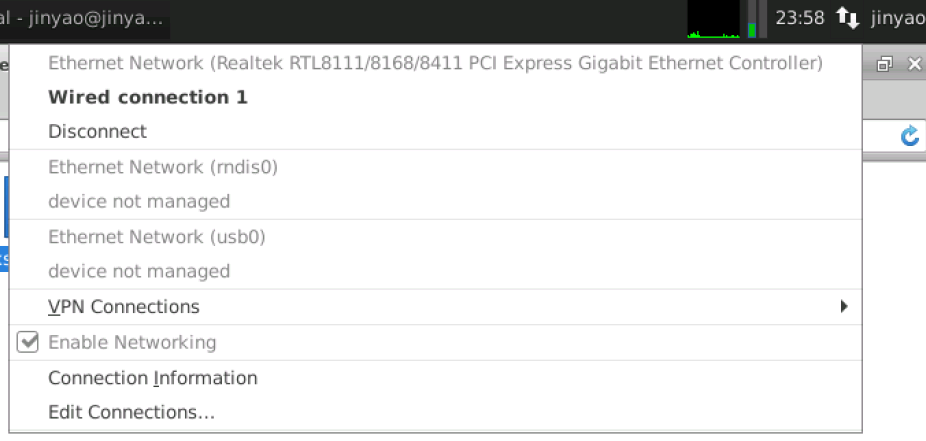 al - jinyao@jinya...
23:58
jinyao
Ethernet Network (Realtek RTL8111/8168/8411 PCI Express Gigabit Ethernet Controller)
Wired connection 1
Disconnect
Ethernet Network (rndis0)
device not managed
Ethernet Network (usb0)
device not managed
VPN Connections
Enable Networking
Connection Information
Edit Connections...